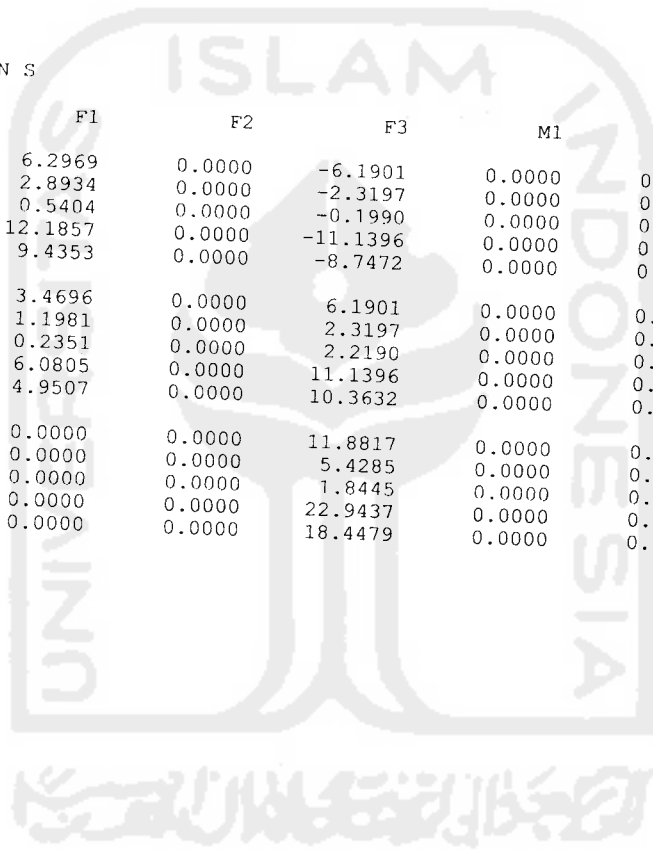 N S
F1 F2 F3 M1
6.2969 0.0000 -6.1901 0.0000 0
2.8934 0.0000 -2.3197 0.0000 0
0.5404 0.0000 -0.1990 0.0000 0
12.1857 0.0000 -11.1396 0.0000 0
9.4353 0.0000 -8.7472 0.0000 0
3.4696 0.0000 6.1901 0.0000 0.
1.1981 0.0000 2.3197 0.0000 0.
0.2351 0.0000 2.2190 0.0000 0.
6.0805 0.0000 11.1396 0.0000 0.
4.9507 0.0000 10.3632 0.0000 0.
0.0000 0.0000 11.8817 0.0000 0.
0.0000 0.0000 5.4285 0.0000 0.
0.0000 0.0000 1.8445 0.0000 0.
0.0000 0.0000 22.9437 0.0000 0.
0.0000 0.0000 18.4479 0.0000 0.
UNIVERSITAS
ISLAM
INDONESIA